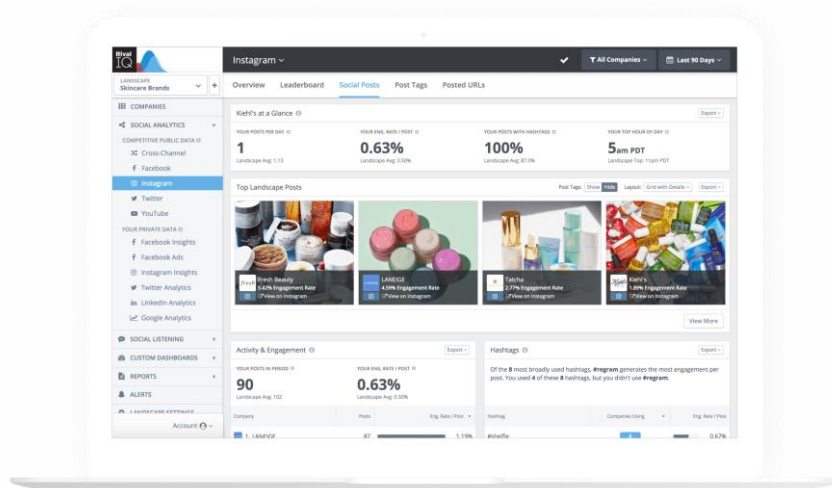 Rival
IQ
Instagram
All Companies
Last 90 Days
LANDSCAPE
Skincare Brands
+
Overview
Leaderboard
Social Posts
Post Tags
Posted URLs
COMPANIES
SOCIAL ANALYTICS
COMPETITIVE PUBLIC DATA
Cross-Channel
Facebook
Instagram
Twitter
YouTube
YOUR PRIVATE DATA
Facebook Insights
Facebook Ads
Instagram Insights
Twitter Analytics
LinkedIn Analytics
Google Analytics
SOCIAL LISTENING
CUSTOM DASHBOARDS
REPORTS
ALERTS
LANDSCAPE SETTINGS
Account
Kiehl's at a Glance
Export
YOUR POSTS PER DAY
1
Landscape Avg: 1.13
YOUR ENG. RATE / POST
0.63%
Landscape Avg: 0.50%
YOUR POSTS WITH HASHTAGS
100%
Landscape Avg: 87.0%
YOUR TOP HOUR OF DAY
5am PDT
Landscape Top: 11pm PDT
Top Landscape Posts
Post Tags: Show Hide Layout: Grid with Details Export
Fresh Beauty
5.42% Engagement Rate
View on Instagram
LANEIGE
4.59% Engagement Rate
View on Instagram
Tatcha
2.77% Engagement Rate
View on Instagram
Kiehl's
1.89% Engagement Rate
View on Instagram
View More
Activity & Engagement
Export
YOUR POSTS IN PERIOD
90
Landscape Avg: 102
YOUR ENG. RATE / POST
0.63%
Landscape Avg: 0.50%
Company Posts Eng. Rate / Post
1. LANEIGE 87 1.19%
Hashtags
Export
Of the 8 most broadly used hashtags, #regram generates the most engagement per
post. You used 4 of these 8 hashtags, but you didn't use #regram.
Hashtag Companies Using Eng. Rate / Post
#shelfie 4 0.67%